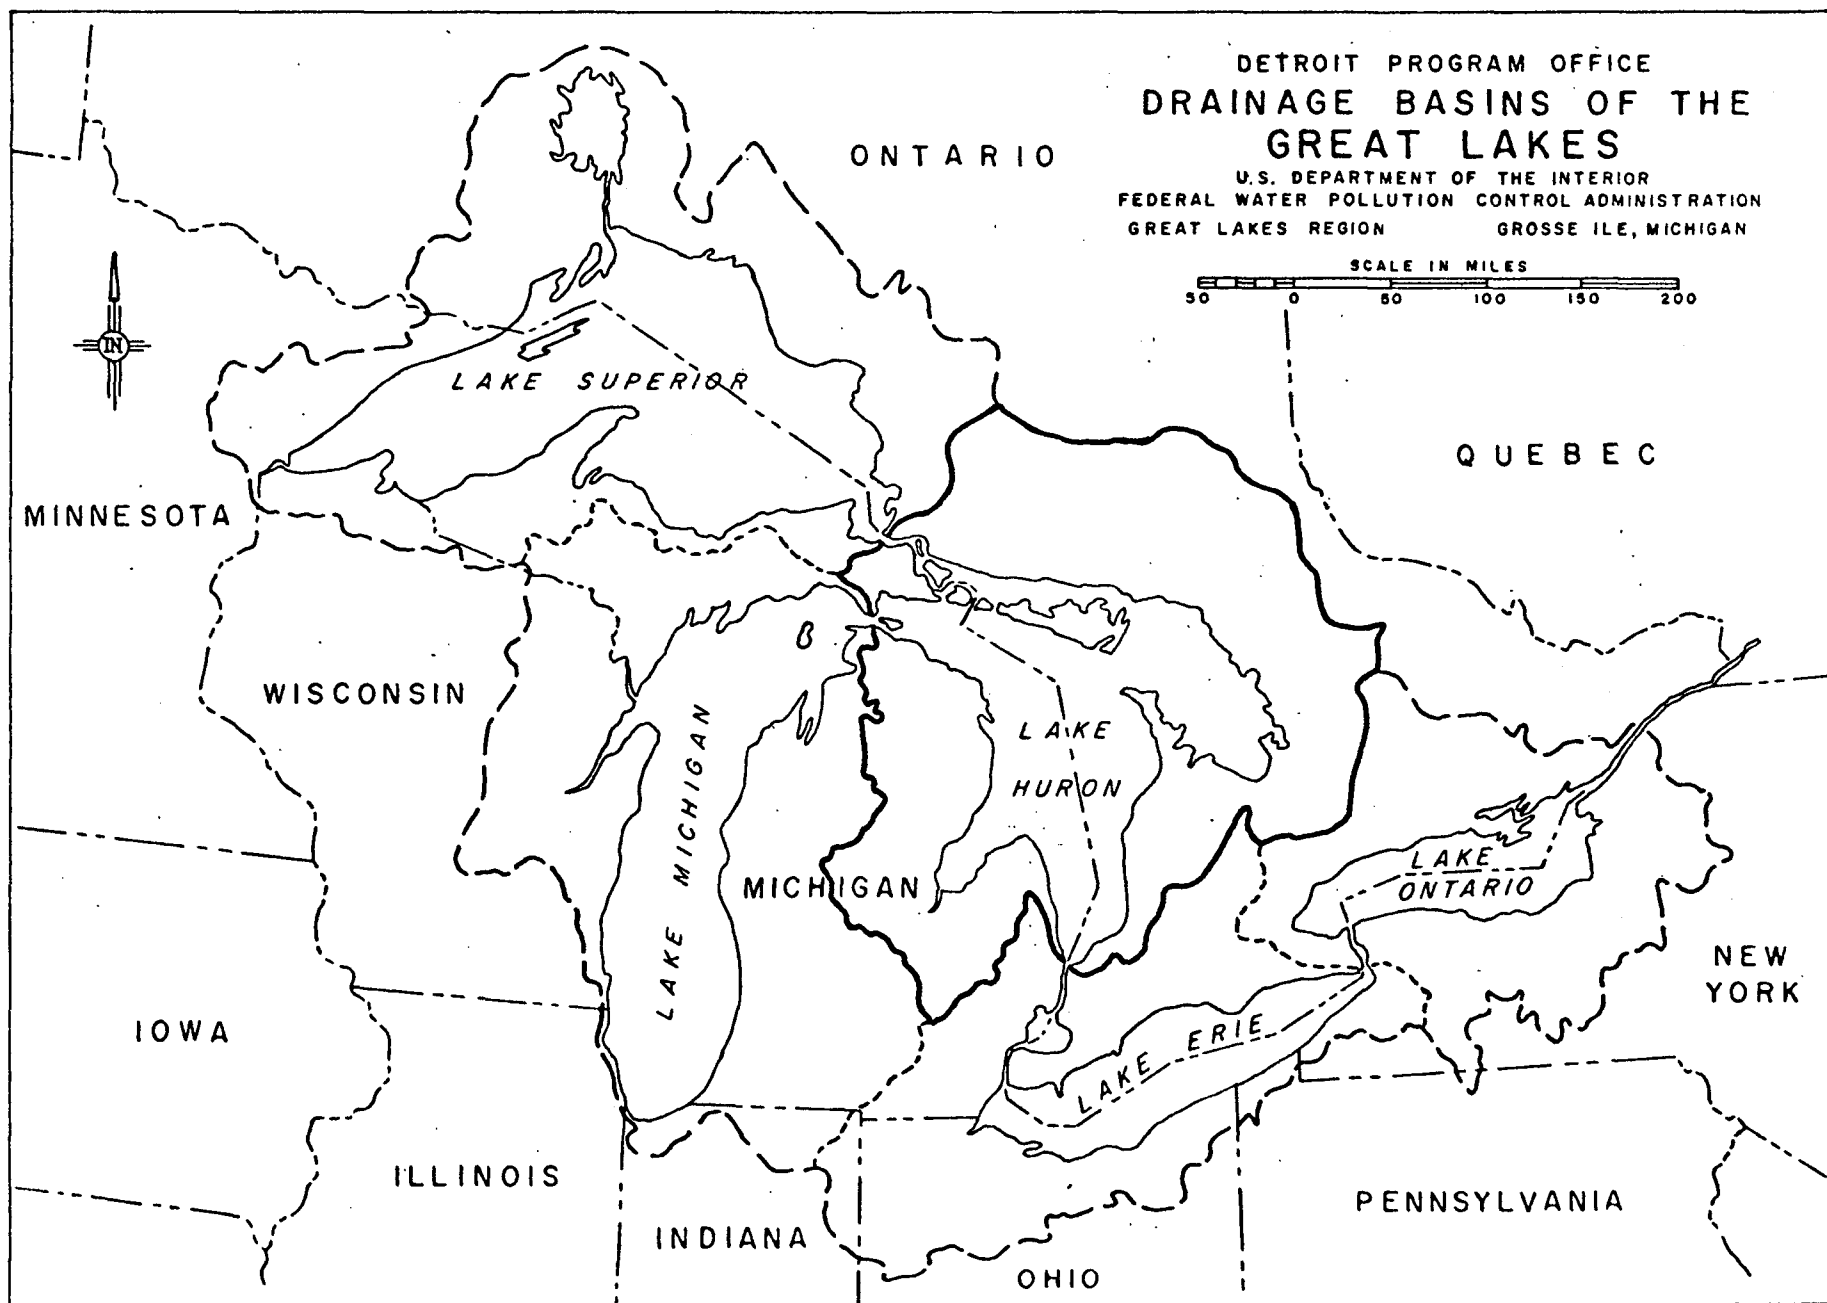 DETROIT PROGRAM OFFICE
DRAINAGE BASINS OF THE
GREAT LAKES
U.S. DEPARTMENT OF THE INTERIOR
FEDERAL WATER POLLUTION CONTROL ADMINISTRATION
GREAT LAKES REGION GROSSE ILE, MICHIGAN
SCALE IN MILES
50 0 50 100 150 200
ONTARIO
IN
LAKE SUPERIOR
QUEBEC
MINNESOTA
WISCONSIN
LAKE MICHIGAN
LAKE
HURON
MICHIGAN
LAKE
ONTARIO
NEW
YORK
IOWA
LAKE ERIE
ILLINOIS
INDIANA
OHIO
PENNSYLVANIA